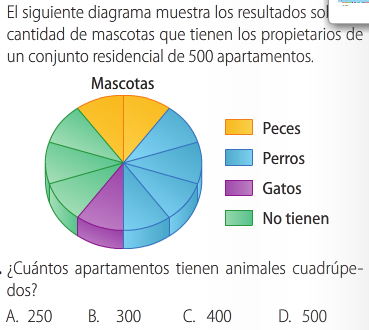 El siguiente diagrama muestra los resultados
cantidad de mascotas que tienen los propietarios de
un conjunto residencial de 500 apartamentos.
Mascotas
Peces
Perros
Gatos
No tienen
¿Cuántos apartamentos tienen animales cuadrúpe-
dos?
A. 250 B. 300 C. 400 D. 500